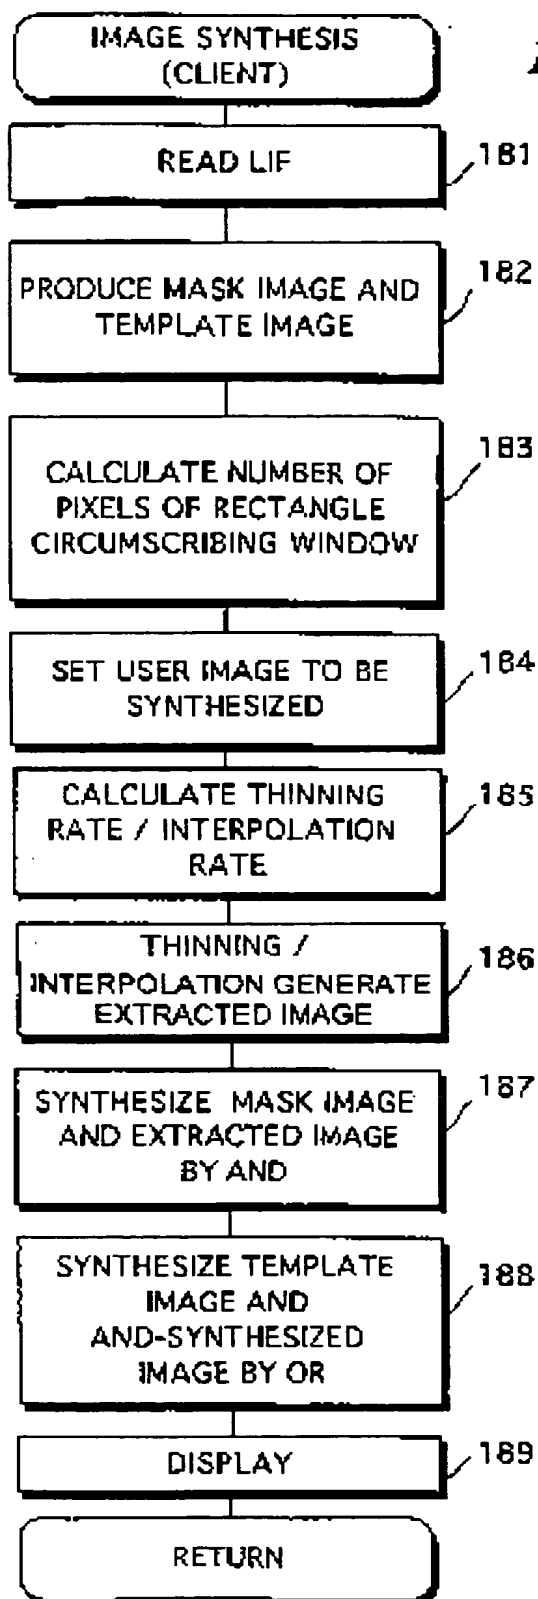 IMAGE SYNTHESIS
(CLIENT)
READ LIF
181
PRODUCE MASK IMAGE AND
TEMPLATE IMAGE
182
CALCULATE NUMBER OF
PIXELS OF RECTANGLE
CIRCUMSCRIBING WINDOW
183
SET USER IMAGE TO BE
SYNTHESIZED
184
CALCULATE THINNING
RATE / INTERPOLATION
RATE
185
THINNING /
INTERPOLATION GENERATE
EXTRACTED IMAGE
186
SYNTHESIZE MASK IMAGE
AND EXTRACTED IMAGE
BY AND
187
SYNTHESIZE TEMPLATE
IMAGE AND
AND-SYNTHESIZED
IMAGE BY OR
188
DISPLAY
189
RETURN